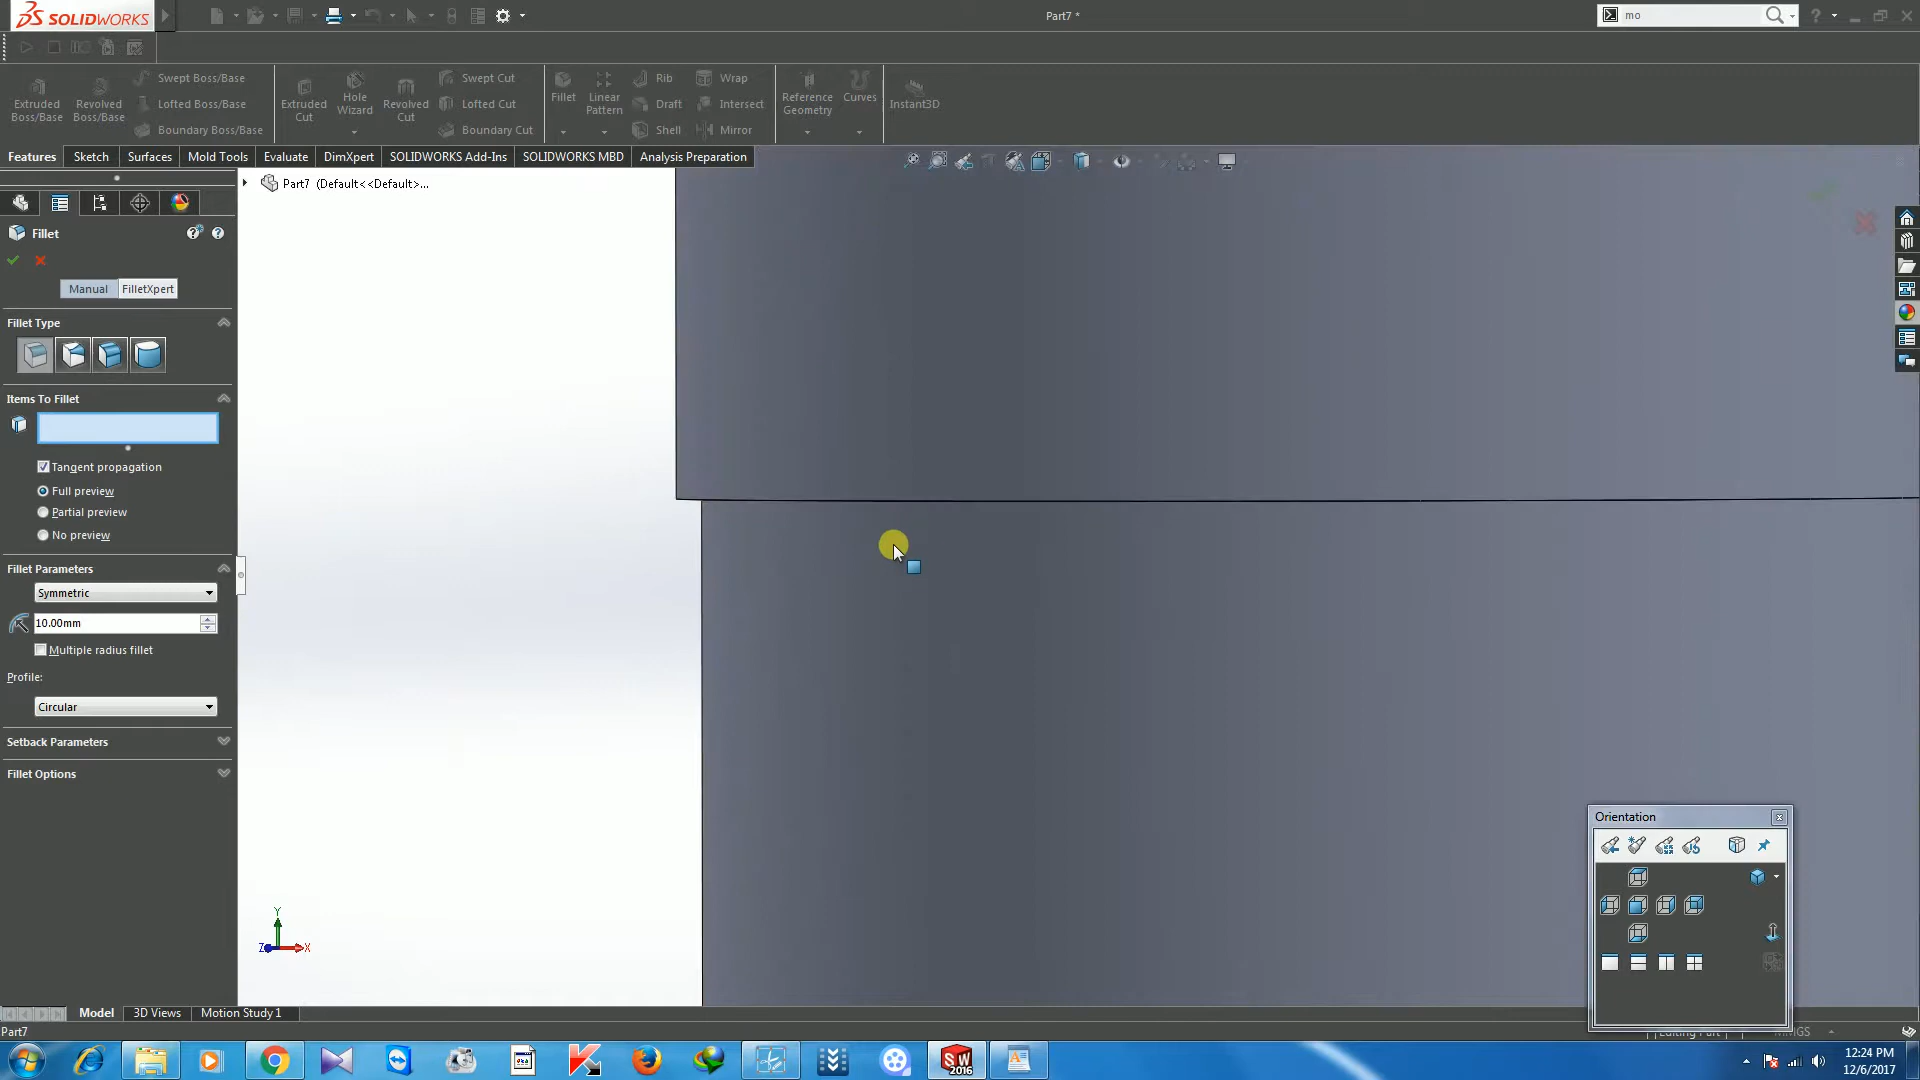 SOLIDWORKS
Part7 *
mo
Extruded Boss/Base
Revolved Boss/Base
Swept Boss/Base
Lofted Boss/Base
Boundary Boss/Base
Extruded Cut
Hole Wizard
Revolved Cut
Swept Cut
Lofted Cut
Boundary Cut
Fillet
Linear Pattern
Rib
Draft
Shell
Wrap
Intersect
Mirror
Reference Geometry
Curves
Instant3D
Features Sketch Surfaces Mold Tools Evaluate DimXpert SOLIDWORKS Add-Ins SOLIDWORKS MBD Analysis Preparation
Part7 (Default<<Default>...
Fillet
Manual FilletXpert
Fillet Type
Items To Fillet
Tangent propagation
Full preview
Partial preview
No preview
Fillet Parameters
Symmetric
10.00mm
Multiple radius fillet
Profile:
Circular
Setback Parameters
Fillet Options
Y
Z X
Orientation
Model 3D Views Motion Study 1
Part7
Editing Part
MMGS
SW
2016
12:24 PM
12/6/2017